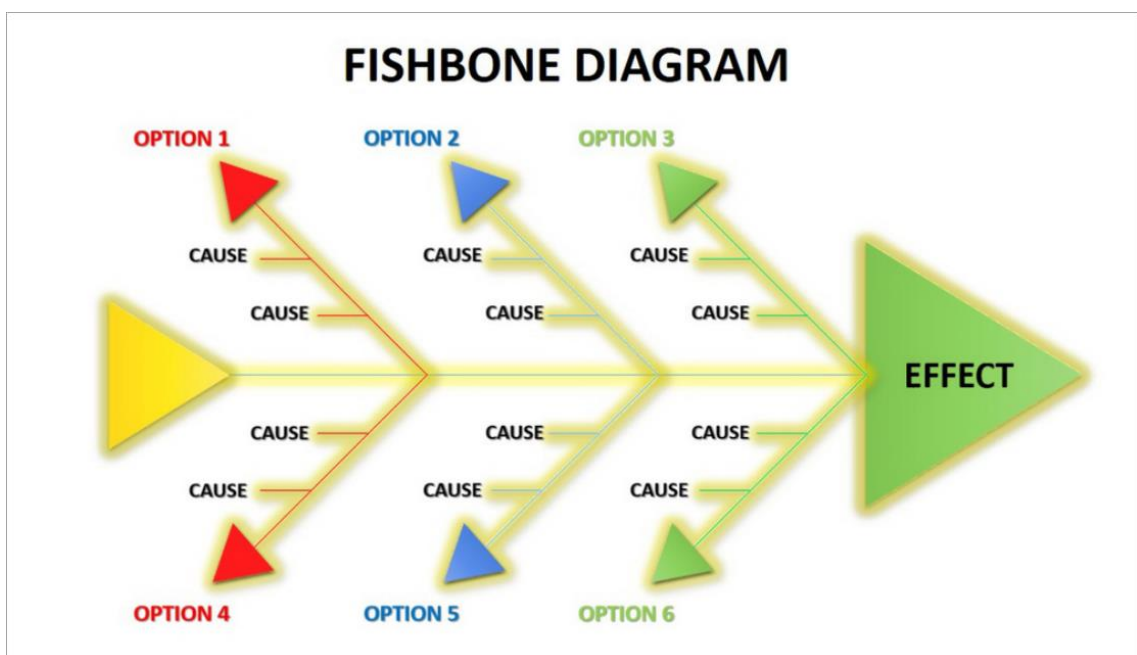 FISHBONE DIAGRAM
OPTION 1
OPTION 2
OPTION 3
CAUSE
CAUSE
CAUSE
CAUSE
CAUSE
CAUSE
EFFECT
CAUSE
CAUSE
CAUSE
CAUSE
CAUSE
CAUSE
OPTION 4
OPTION 5
OPTION 6